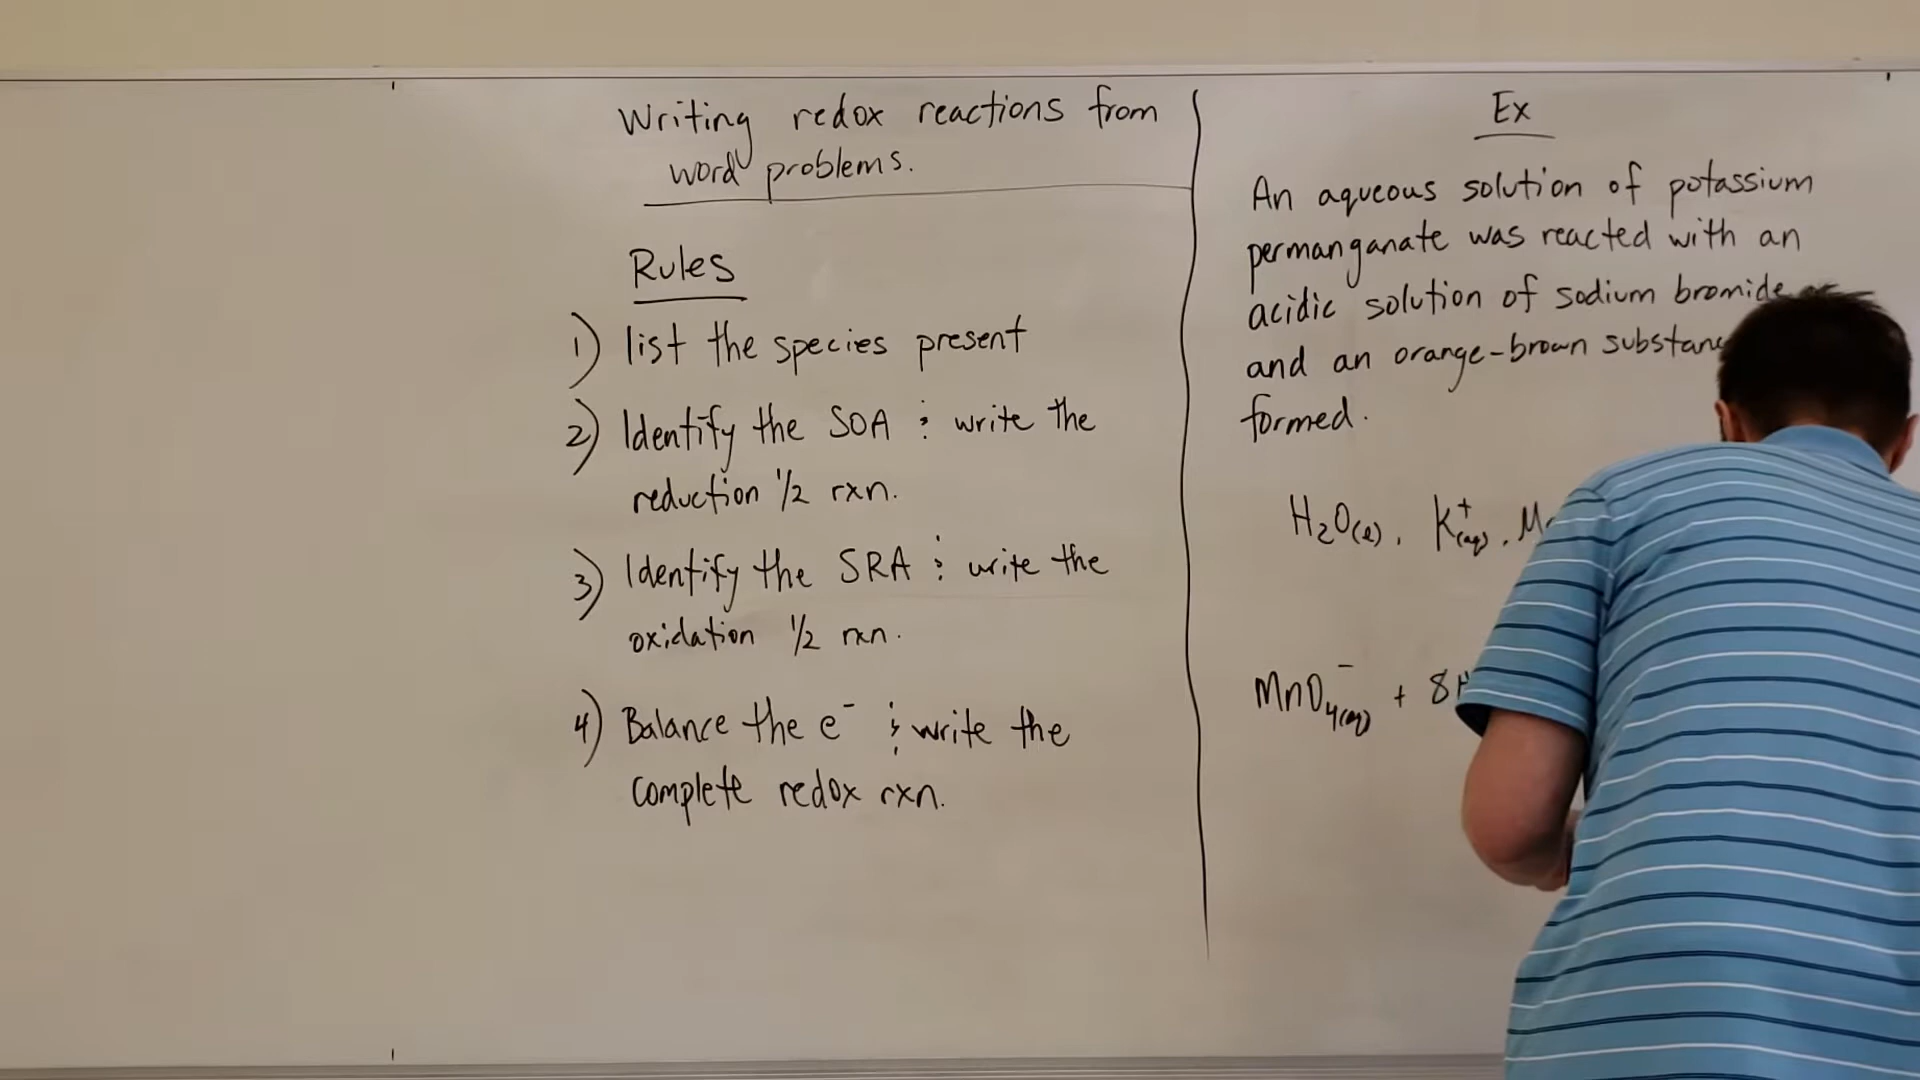 Writing redox reactions from
word problems.
Rules
1) list the species present
2) Identify the SOA & write the
reduction 1/2 rxn.
3) Identify the SRA & write the
oxidation 1/2 rxn.
4) Balance the e⁻ & write the
complete redox rxn.
Ex
An aqueous solution of potassium
permanganate was reacted with an
acidic solution of sodium bromide
and an orange-brown
formed.
H₂O(l), K⁺(aq),
MnO₄⁻(aq) + 8